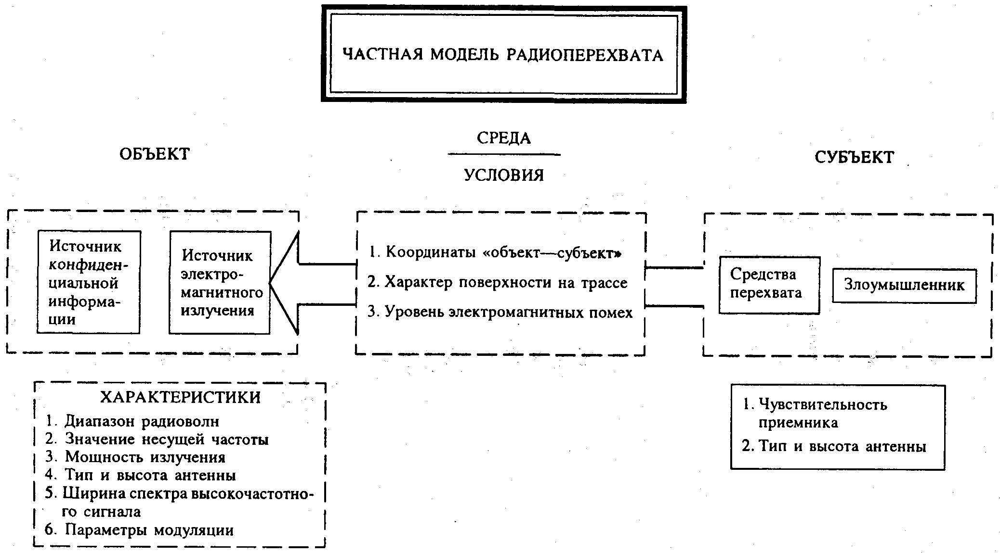 ЧАСТНАЯ МОДЕЛЬ РАДИОПЕРЕХВАТА
ОБЪЕКТ
СРЕДА
УСЛОВИЯ
СУБЪЕКТ
Источник
конфиден-
циальной
информа-
ции
Источник
электро-
магнитного
излучения
1. Координаты «объект—субъект»
2. Характер поверхности на трассе
3. Уровень электромагнитных помех
Средства
перехвата
Злоумышленник
ХАРАКТЕРИСТИКИ
1. Диапазон радиоволн
2. Значение несущей частоты
3. Мощность излучения
4. Тип и высота антенны
5. Ширина спектра высокочастотно-
го сигнала
6. Параметры модуляции
1. Чувствительность
приемника
2. Тип и высота антенны